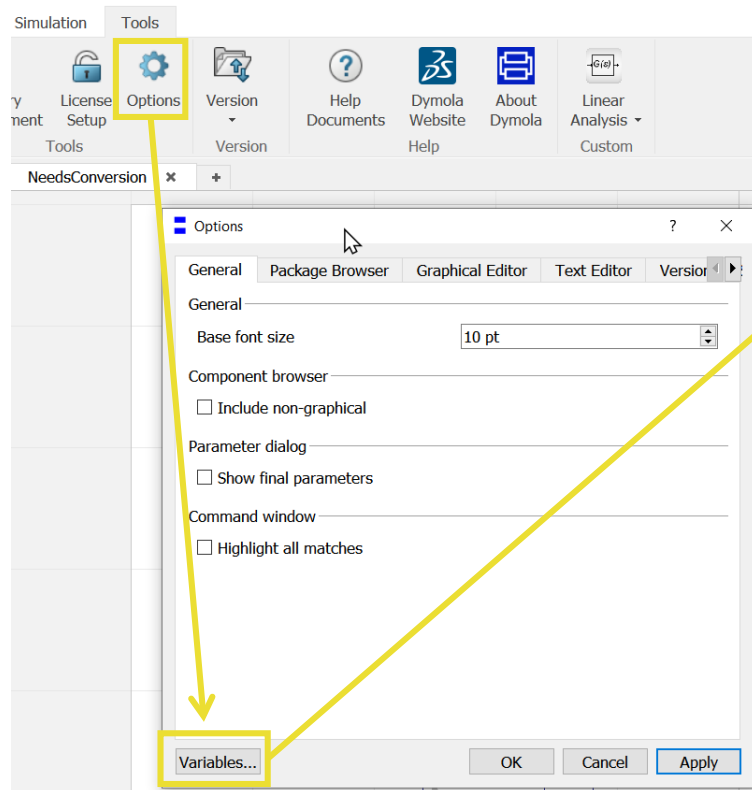 Simulation Tools
License Options Version Help Dymola About Linear
Setup Documents Website Dymola Analysis
Tools Version Help Custom
NeedsConversion
Options
General Package Browser Graphical Editor Text Editor Version
General
Base font size 10 pt
Component browser
Include non-graphical
Parameter dialog
Show final parameters
Command window
Highlight all matches
Variables... OK Cancel Apply